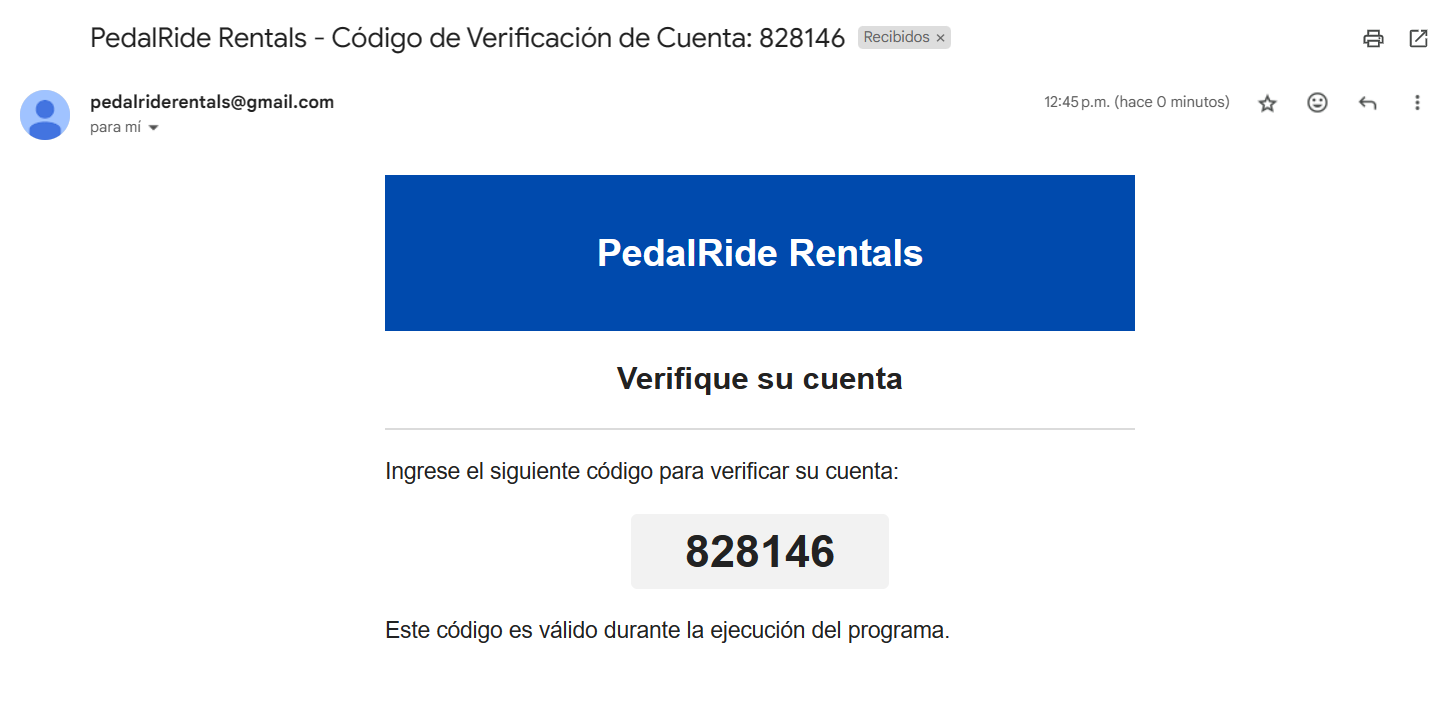 PedalRide Rentals - Código de Verificación de Cuenta: 828146 Recibidos ×
pedalriderentals@gmail.com 12:45 p.m. (hace 0 minutos)
para mí
PedalRide Rentals
Verifique su cuenta
Ingrese el siguiente código para verificar su cuenta:
828146
Este código es válido durante la ejecución del programa.